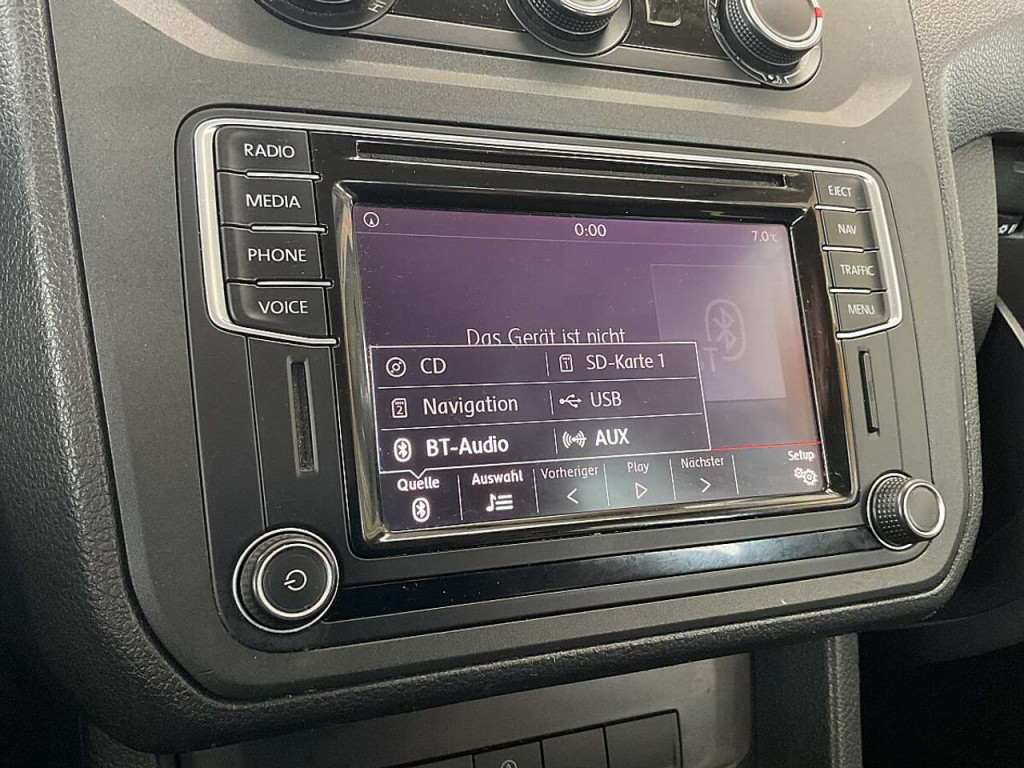 HI
RADIO
MEDIA
PHONE
VOICE
EJECT
NAV
TRAFFIC
MENU
0:00
7.0°C
Das Gerät ist nicht
CD
SD-Karte 1
Navigation
USB
BT-Audio
AUX
Quelle
Auswahl
Vorheriger
Play
Nächster
Setup